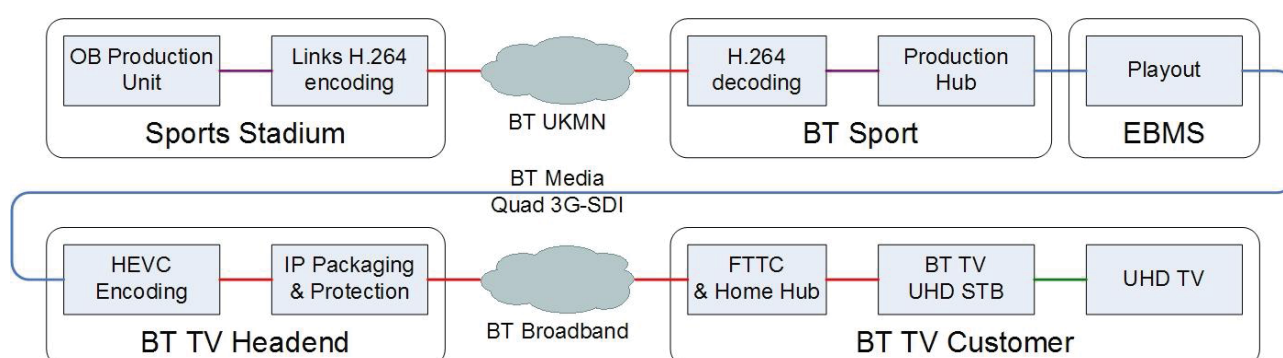 OB Production
Unit
Links H.264
encoding
Sports Stadium
BT UKMN
H.264
decoding
Production
Hub
BT Sport
Playout
EBMS
BT Media
Quad 3G-SDI
HEVC
Encoding
IP Packaging
& Protection
BT TV Headend
BT Broadband
FTTC
& Home Hub
BT TV
UHD STB
UHD TV
BT TV Customer